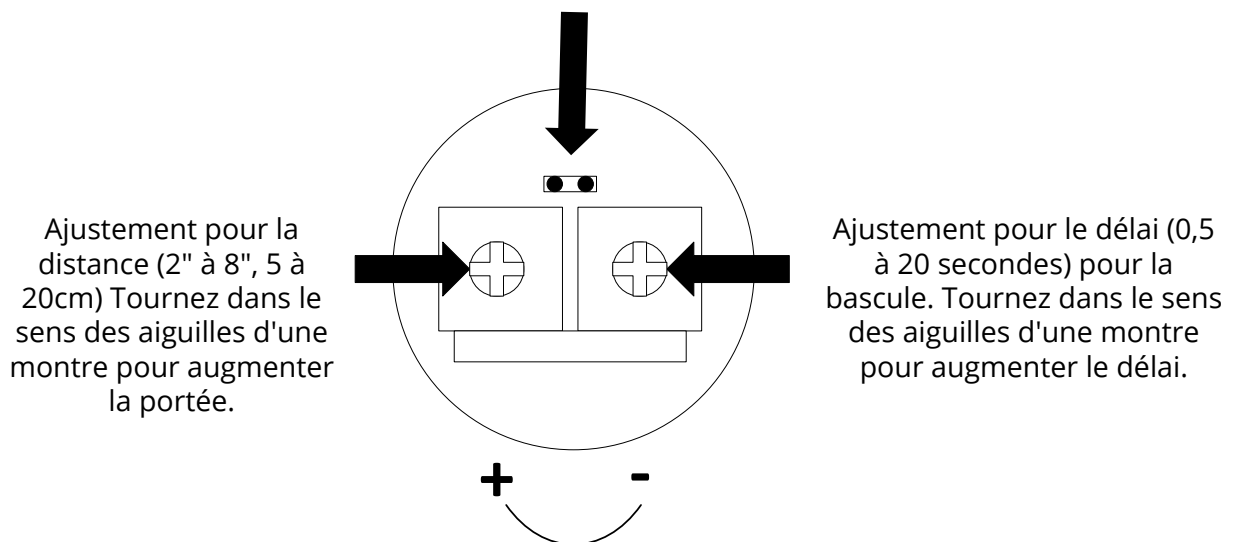 Ajustement pour la
distance (2" à 8", 5 à
20cm) Tournez dans le
sens des aiguilles d'une
montre pour augmenter
la portée.
Ajustement pour le délai (0,5
à 20 secondes) pour la
bascule. Tournez dans le sens
des aiguilles d'une montre
pour augmenter le délai.
+ -